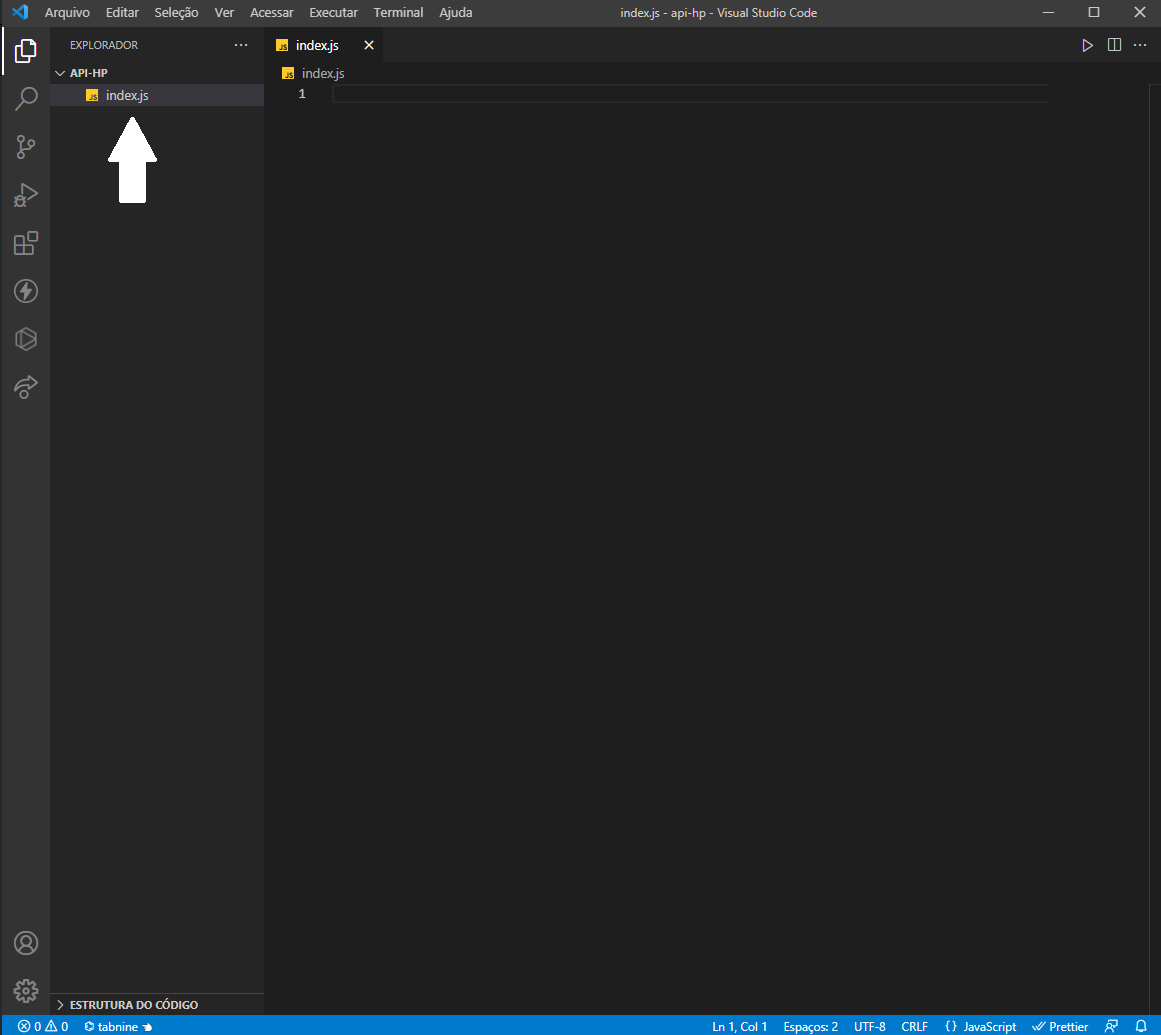 Arquivo Editar Seleção Ver Acessar Executar Terminal Ajuda index.js - api-hp - Visual Studio Code
EXPLORADOR
JS index.js
API-HP
JS index.js
JS index.js
1
ESTRUTURA DO CÓDIGO
0 0 tabnine Ln 1, Col 1 Espaços: 2 UTF-8 CRLF {} JavaScript Prettier